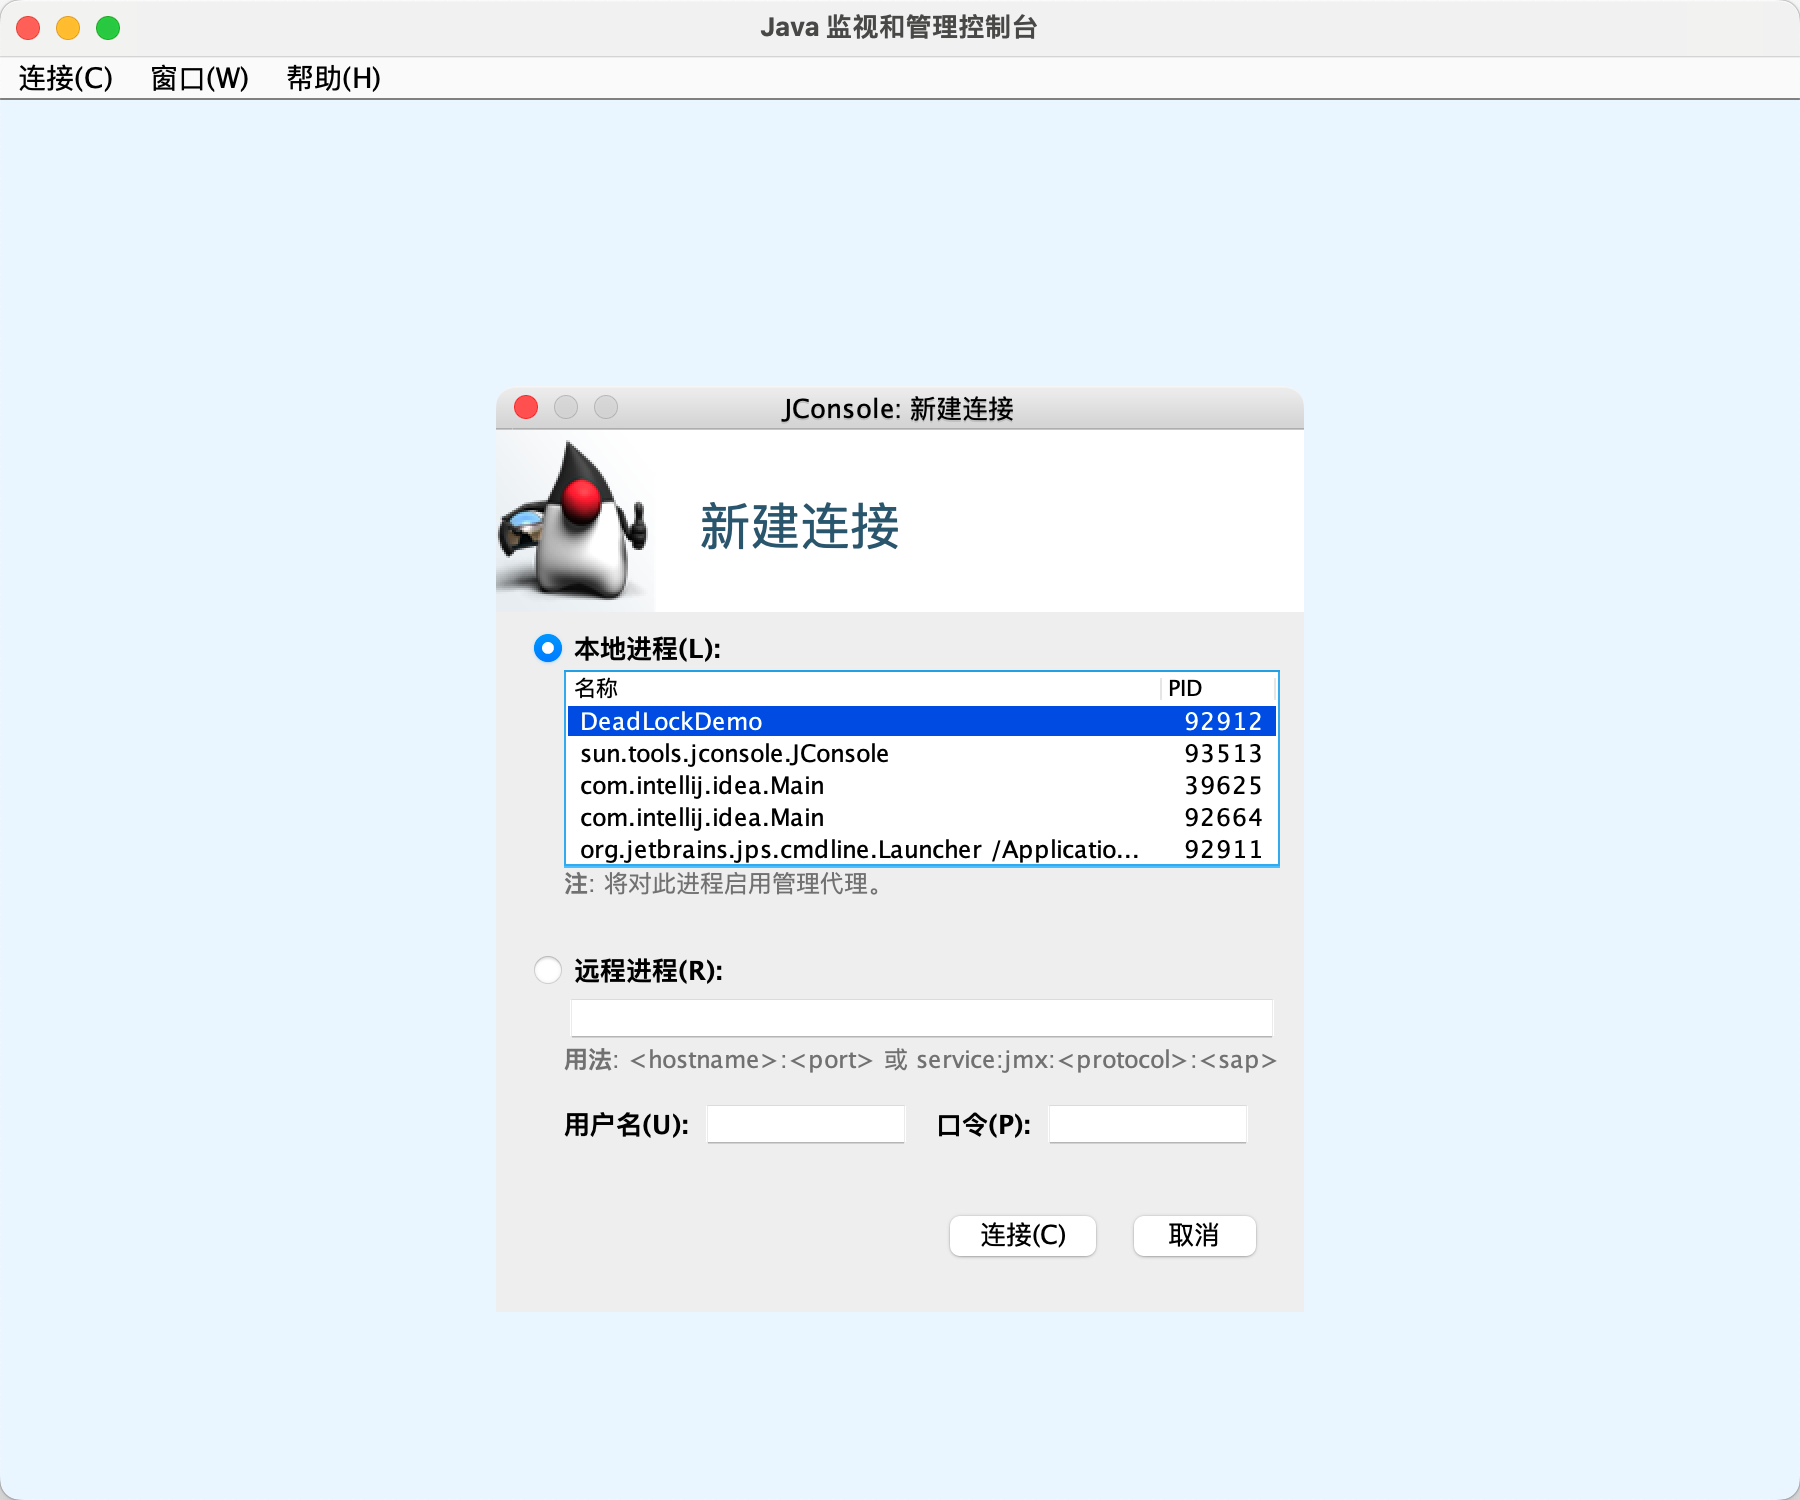 Java 监视和管理控制台
连接(C) 窗口(W) 帮助(H)
JConsole: 新建连接
新建连接
本地进程(L):
名称 PID
DeadLockDemo 92912
sun.tools.jconsole.JConsole 93513
com.intellij.idea.Main 39625
com.intellij.idea.Main 92664
org.jetbrains.jps.cmdline.Launcher /Applicatio... 92911
注: 将对此进程启用管理代理。
远程进程(R):
用法: <hostname>:<port> 或 service:jmx:<protocol>:<sap>
用户名(U): 口令(P):
连接(C) 取消